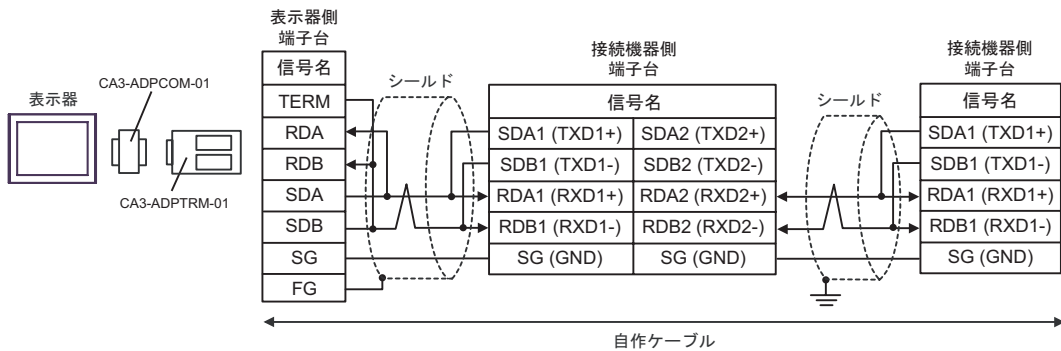 表示器
CA3-ADPCOM-01
CA3-ADPTRM-01
表示器側
端子台
信号名
TERM
RDA
RDB
SDA
SDB
SG
FG
シールド
接続機器側
端子台
信号名
SDA1 (TXD1+) SDA2 (TXD2+)
SDB1 (TXD1-) SDB2 (TXD2-)
RDA1 (RXD1+) RDA2 (RXD2+)
RDB1 (RXD1-) RDB2 (RXD2-)
SG (GND) SG (GND)
シールド
接続機器側
端子台
信号名
SDA1 (TXD1+)
SDB1 (TXD1-)
RDA1 (RXD1+)
RDB1 (RXD1-)
SG (GND)
自作ケーブル